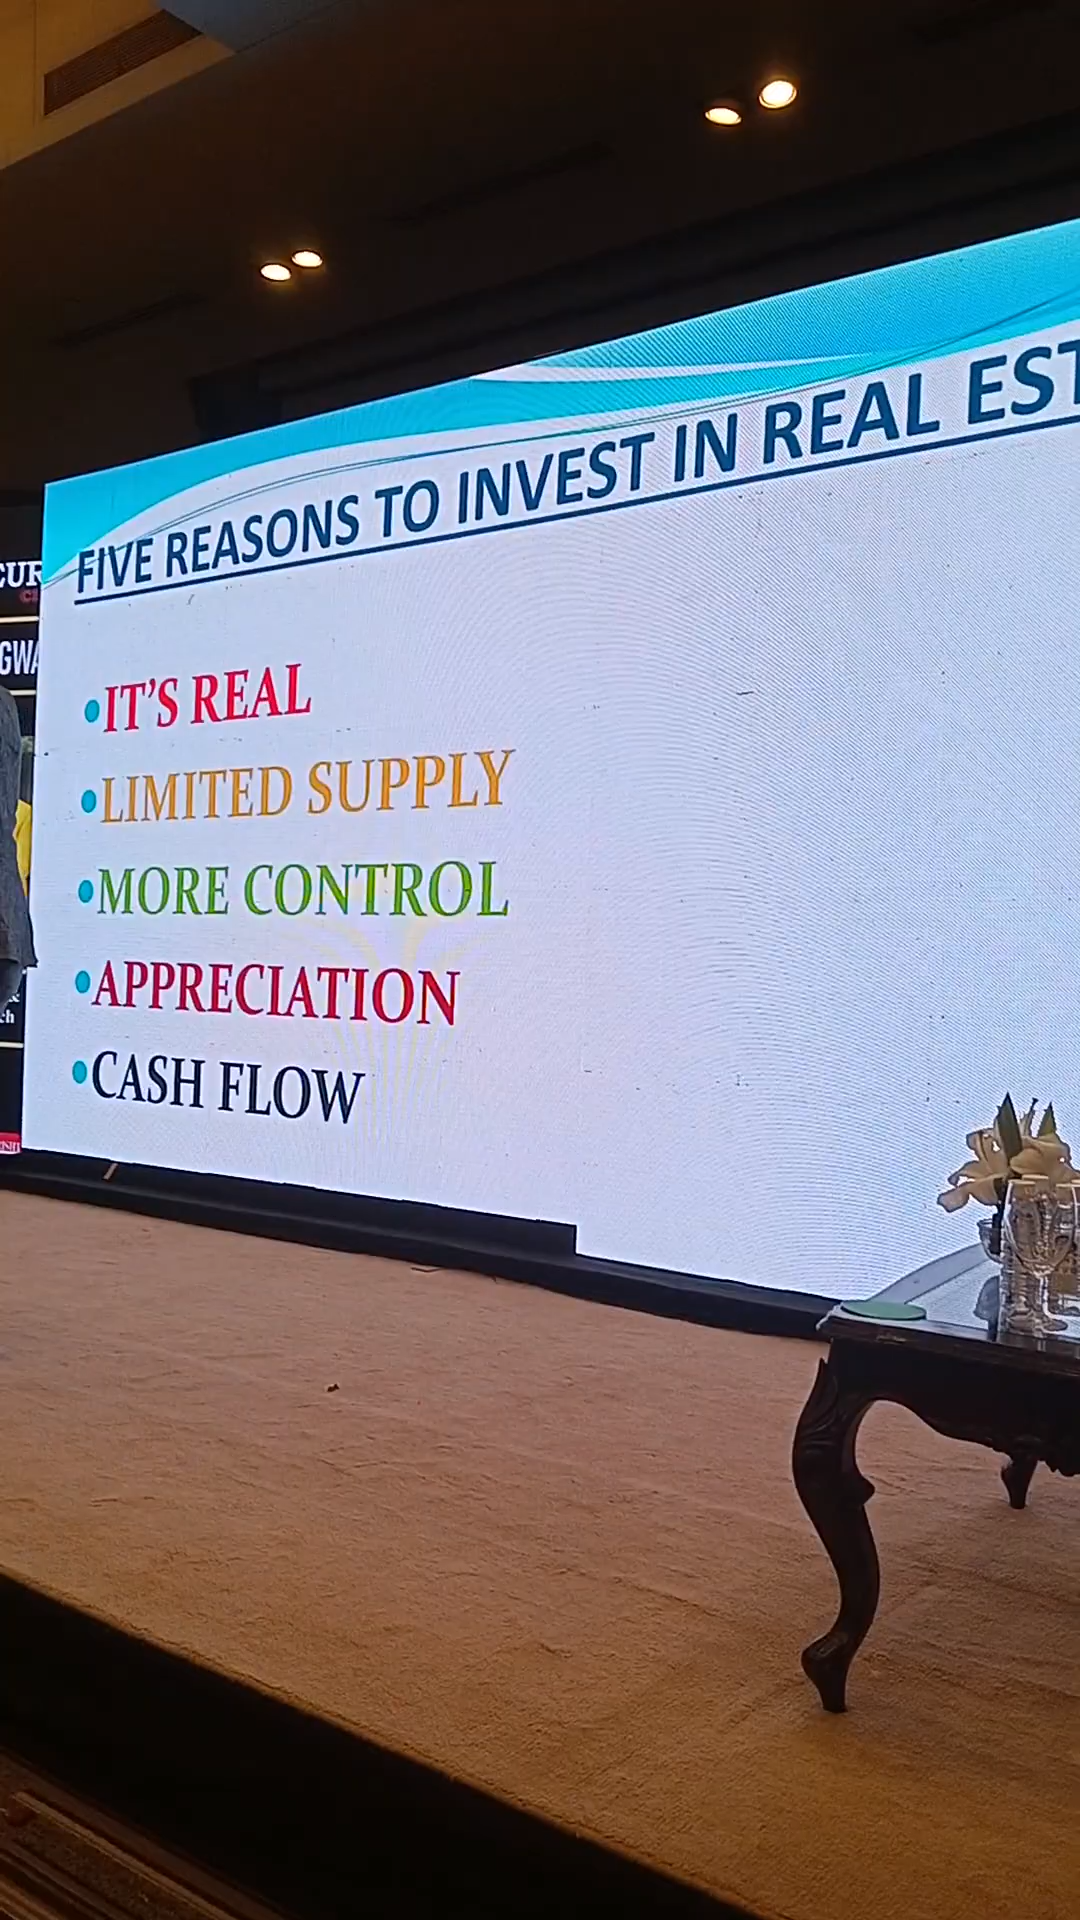 FIVE REASONS TO INVEST IN REAL EST
•IT'S REAL
•LIMITED SUPPLY
•MORE CONTROL
•APPRECIATION
•CASH FLOW